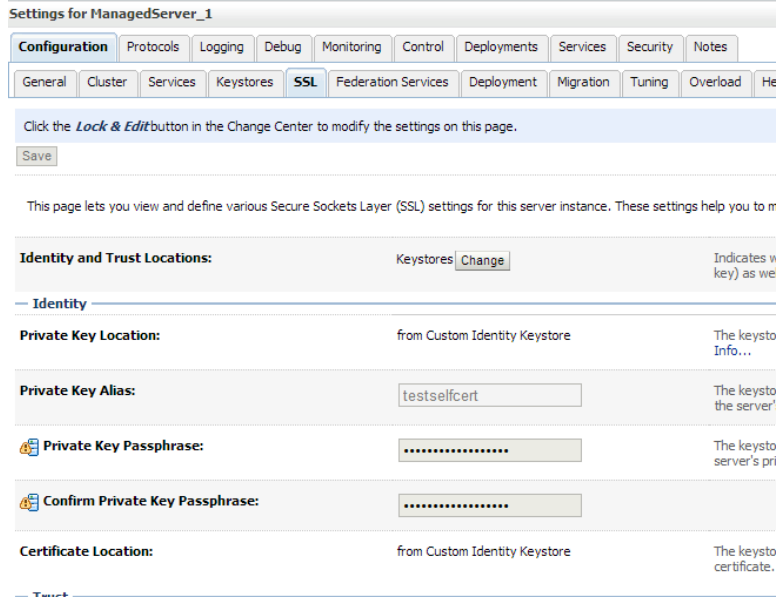 Settings for ManagedServer_1
Configuration Protocols Logging Debug Monitoring Control Deployments Services Security Notes
General Cluster Services Keystores SSL Federation Services Deployment Migration Tuning Overload He
Click the Lock & Edit button in the Change Center to modify the settings on this page.
Save
This page lets you view and define various Secure Sockets Layer (SSL) settings for this server instance. These settings help you to m
Identity and Trust Locations: Keystores Change Indicates w
key) as wel
Identity
Private Key Location: from Custom Identity Keystore The keysto
Info...
Private Key Alias: testselfcert The keysto
the server'
Private Key Passphrase: ••••••••••••••••• The keysto
server's pri
Confirm Private Key Passphrase: •••••••••••••••••
Certificate Location: from Custom Identity Keystore The keysto
certificate.
Trust